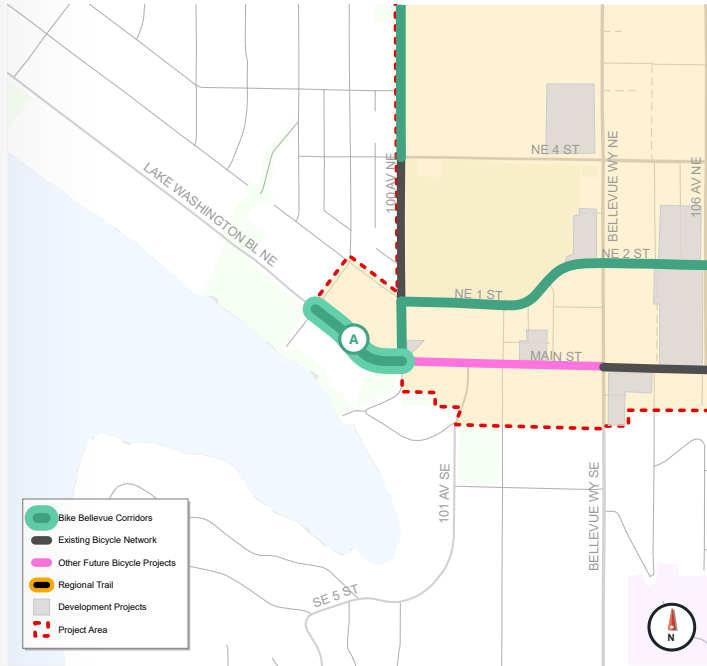 NE 4 ST
BELLEVUE WY NE
100 AV NE
106 AV NE
LAKE WASHINGTON BL NE
NE 2 ST
NE 1 ST
A
MAIN ST
101 AV SE
BELLEVUE WY SE
SE 5 ST
Bike Bellevue Corridors
Existing Bicycle Network
Other Future Bicycle Projects
Regional Trail
Development Projects
Project Area
N